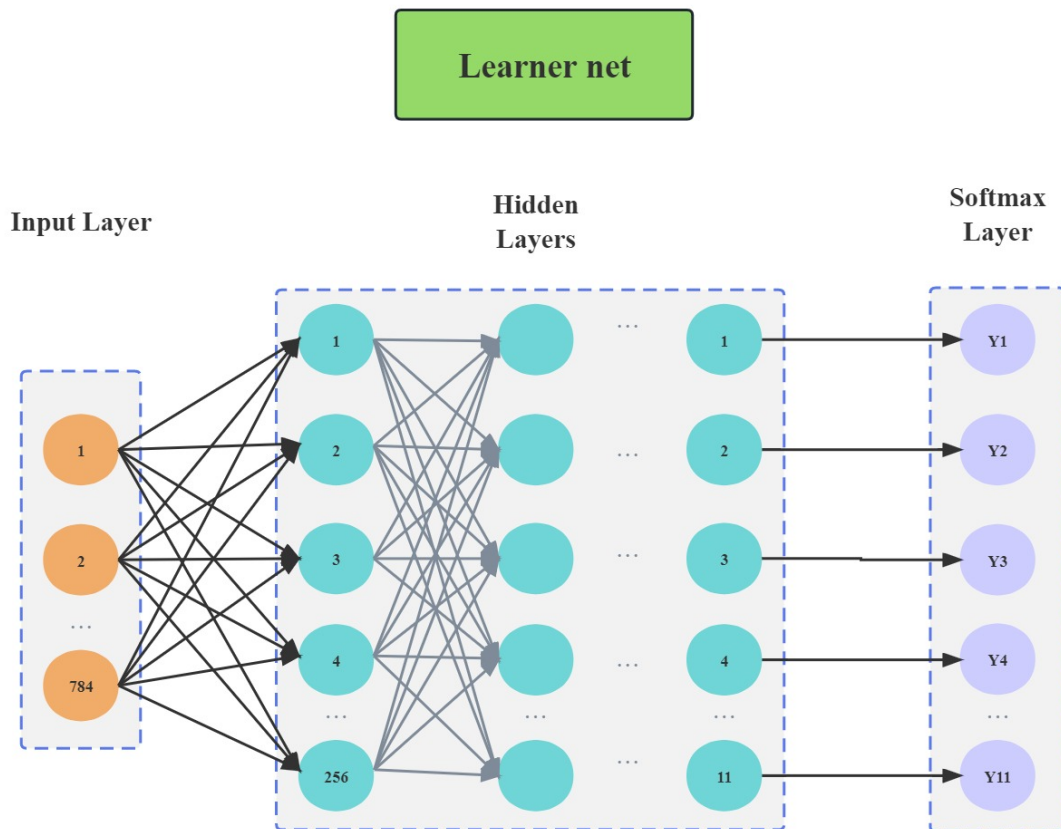 Learner net
Input Layer
Hidden
Layers
Softmax
Layer
1
2
...
784
1
2
3
4
...
256
...
...
...
...
...
...
1
2
3
4
...
11
Y1
Y2
Y3
Y4
...
Y11